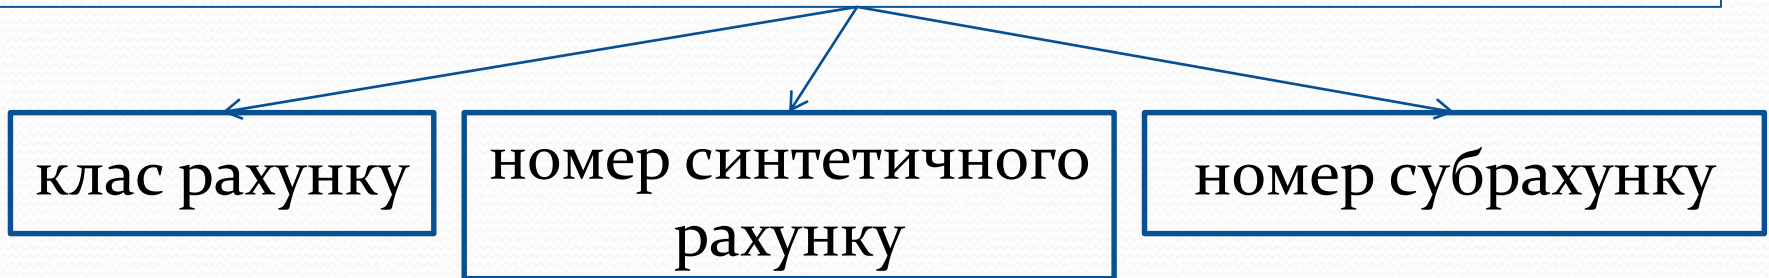 клас рахунку
номер синтетичного
рахунку
номер субрахунку